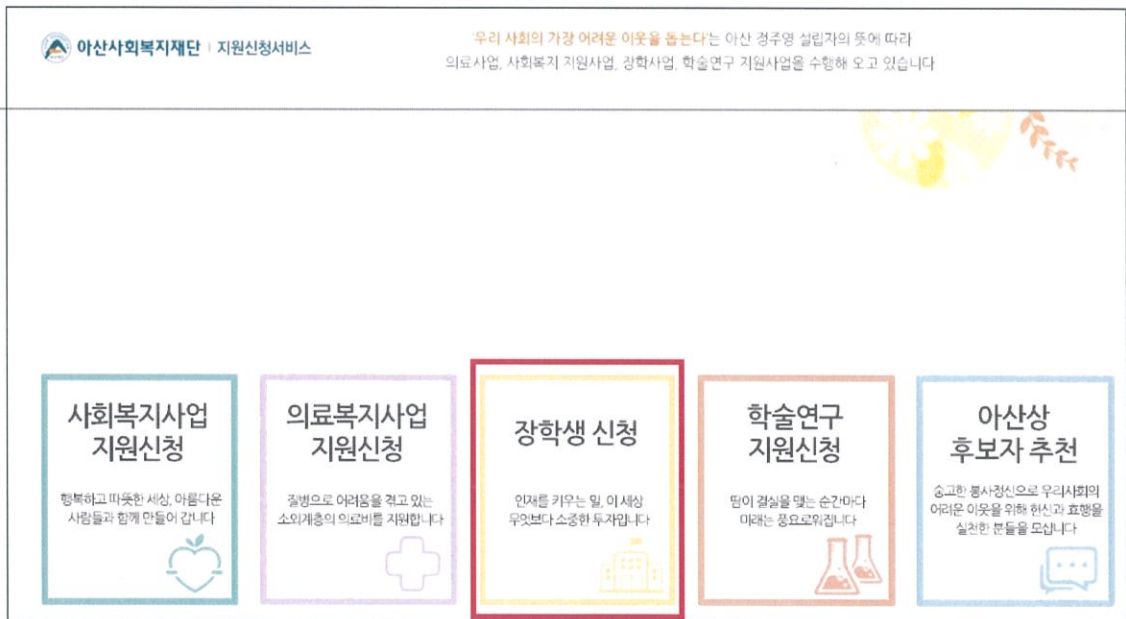 아산사회복지재단 | 지원신청서비스
'우리 사회의 가장 어려운 이웃을 돕는다'는 아산 정주영 설립자의 뜻에 따라
의료사업, 사회복지 지원사업, 장학사업, 학술연구 지원사업을 수행해 오고 있습니다
사회복지사업
지원신청
행복하고 따뜻한 세상, 아름다운
사람들과 함께 만들어 갑니다
의료복지사업
지원신청
질병으로 어려움을 겪고 있는
소외계층의 의료비를 지원합니다
장학생 신청
인재를 키우는 일, 이 세상
무엇보다 소중한 투자입니다
학술연구
지원신청
땀이 결실을 맺는 순간마다
미래는 풍요로워집니다
아산상
후보자 추천
숭고한 봉사정신으로 우리사회의
어려운 이웃을 위해 헌신과 효행을
실천한 분들을 모십니다